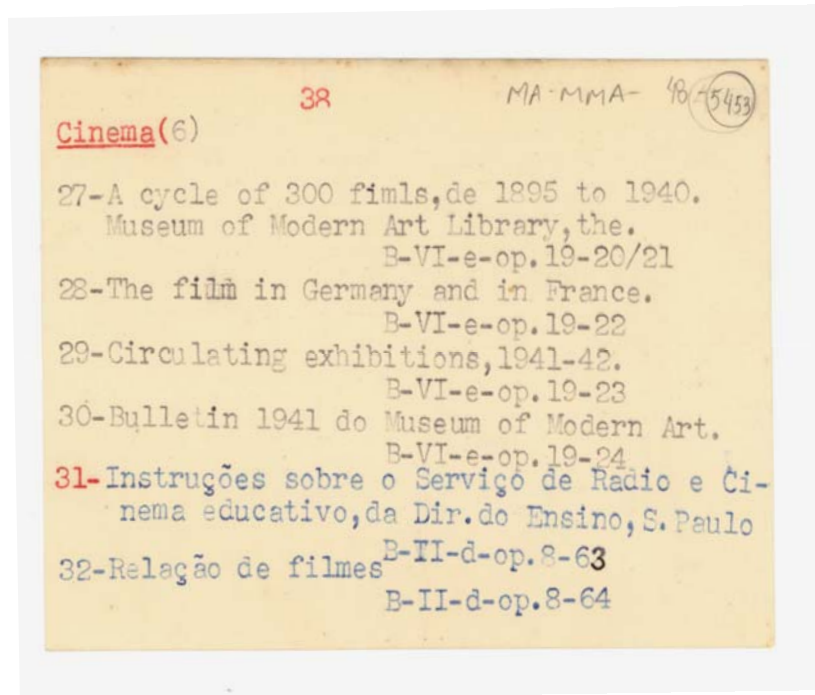 38
MA-MMA- 48-5453
Cinema(6)
27-A cycle of 300 fimls,de 1895 to 1940.
Museum of Modern Art Library,the.
B-VI-e-op.19-20/21
28-The film in Germany and in France.
B-VI-e-op.19-22
29-Circulating exhibitions,1941-42.
B-VI-e-op.19-23
30-Bulletin 1941 do Museum of Modern Art.
B-VI-e-op.19-24
31-Instruções sobre o Serviço de Radio e Ci-
nema educativo,da Dir.do Ensino,S.Paulo
B-II-d-op.8-63
32-Relação de filmes
B-II-d-op.8-64